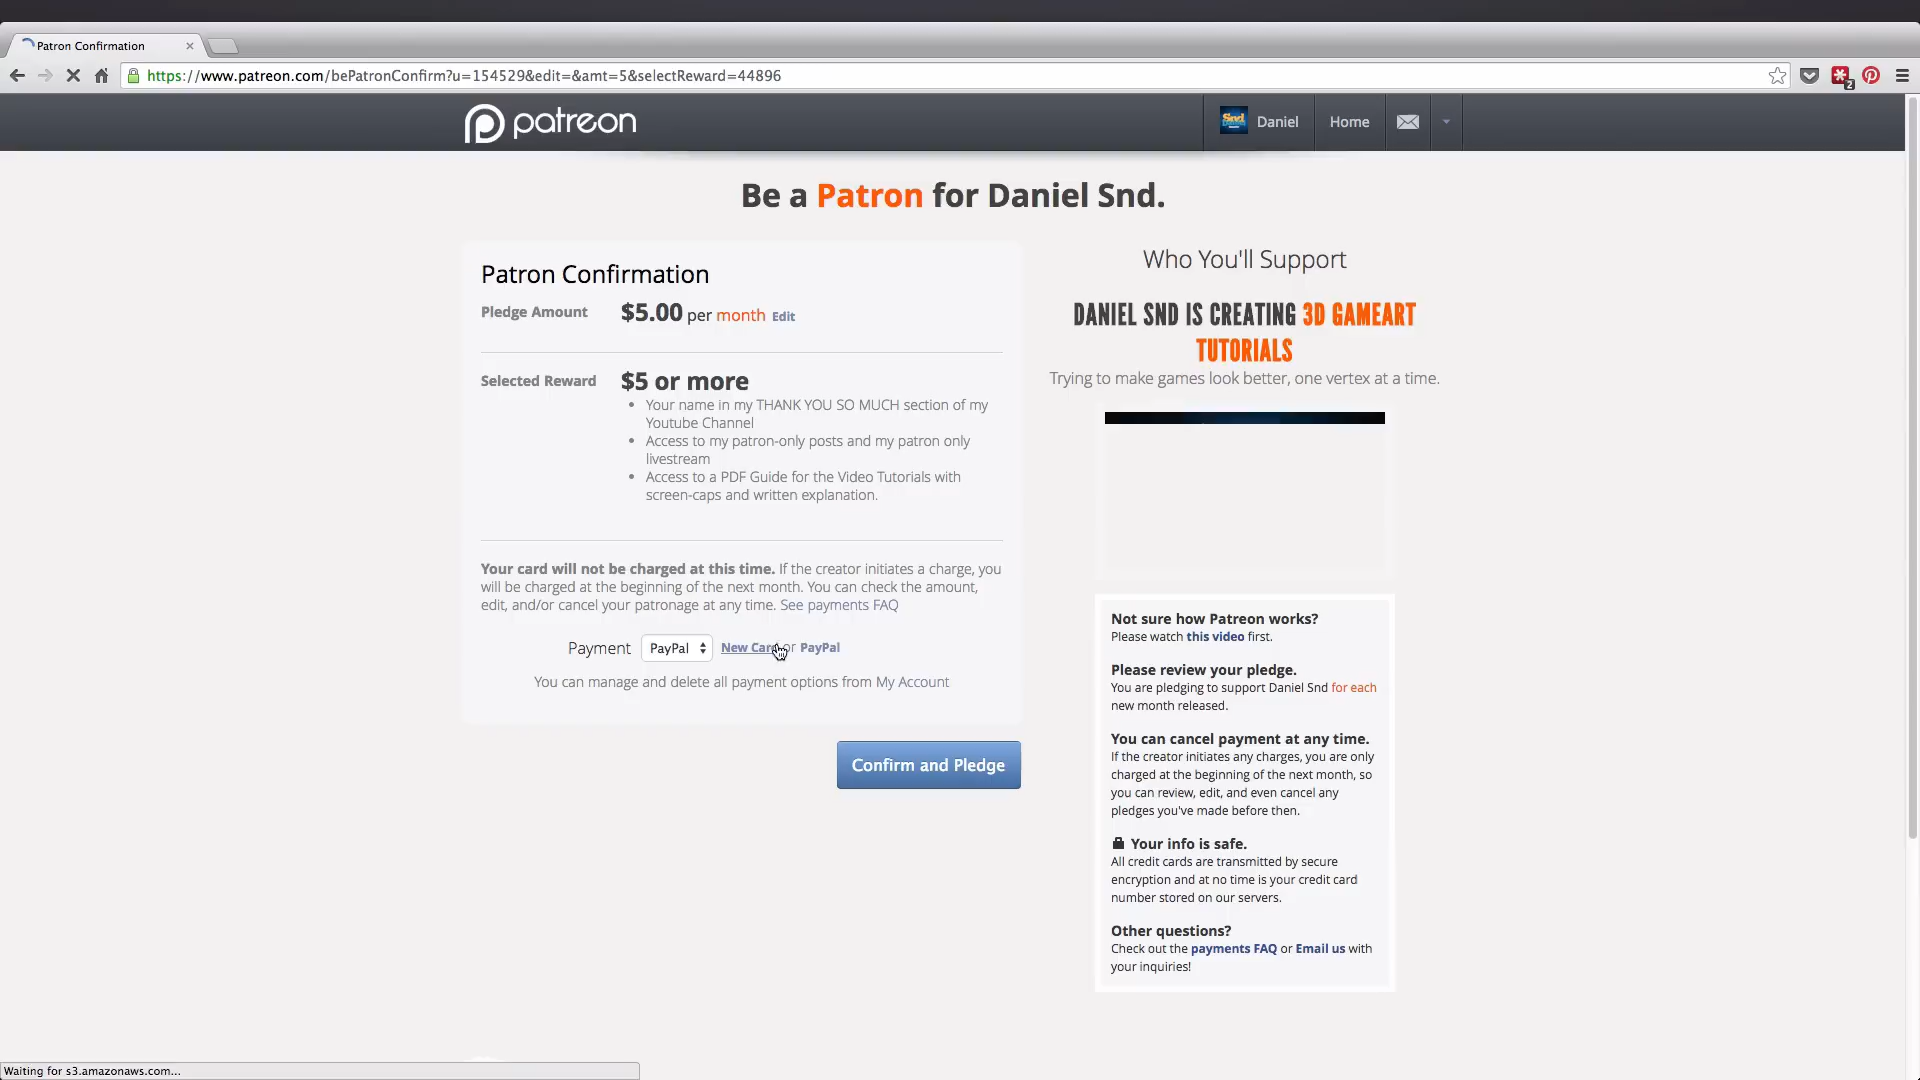 Patron Confirmation
https://www.patreon.com/bePatronConfirm?u=154529&edit=&amt=5&selectReward=44896
2
patreon
Snd
Daniel
Home
Be a Patron for Daniel Snd.
Patron Confirmation
Pledge Amount
$5.00 per month Edit
Selected Reward
$5 or more
Your name in my THANK YOU SO MUCH section of my
Youtube Channel
Access to my patron-only posts and my patron only
livestream
Access to a PDF Guide for the Video Tutorials with
screen-caps and written explanation.
Your card will not be charged at this time. If the creator initiates a charge, you
will be charged at the beginning of the next month. You can check the amount,
edit, and/or cancel your patronage at any time. See payments FAQ
Payment PayPal New Card or PayPal
You can manage and delete all payment options from My Account
Confirm and Pledge
Who You'll Support
DANIEL SND IS CREATING 3D GAMEART
TUTORIALS
Trying to make games look better, one vertex at a time.
Not sure how Patreon works?
Please watch this video first.
Please review your pledge.
You are pledging to support Daniel Snd for each
new month released.
You can cancel payment at any time.
If the creator initiates any charges, you are only
charged at the beginning of the next month, so
you can review, edit, and even cancel any
pledges you've made before then.
Your info is safe.
All credit cards are transmitted by secure
encryption and at no time is your credit card
number stored on our servers.
Other questions?
Check out the payments FAQ or Email us with
your inquiries!
Waiting for s3.amazonaws.com...